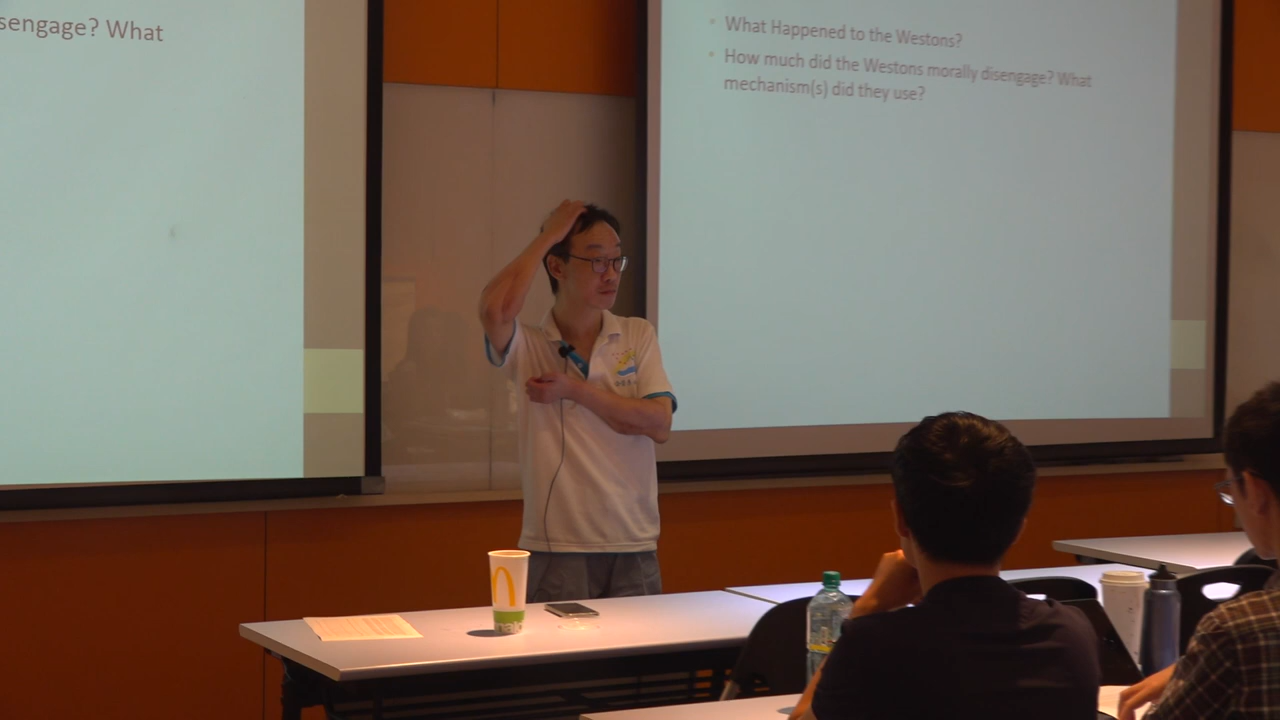 sengage? What
What Happened to the Westons?
How much did the Westons morally disengage? What
mechanism(s) did they use?